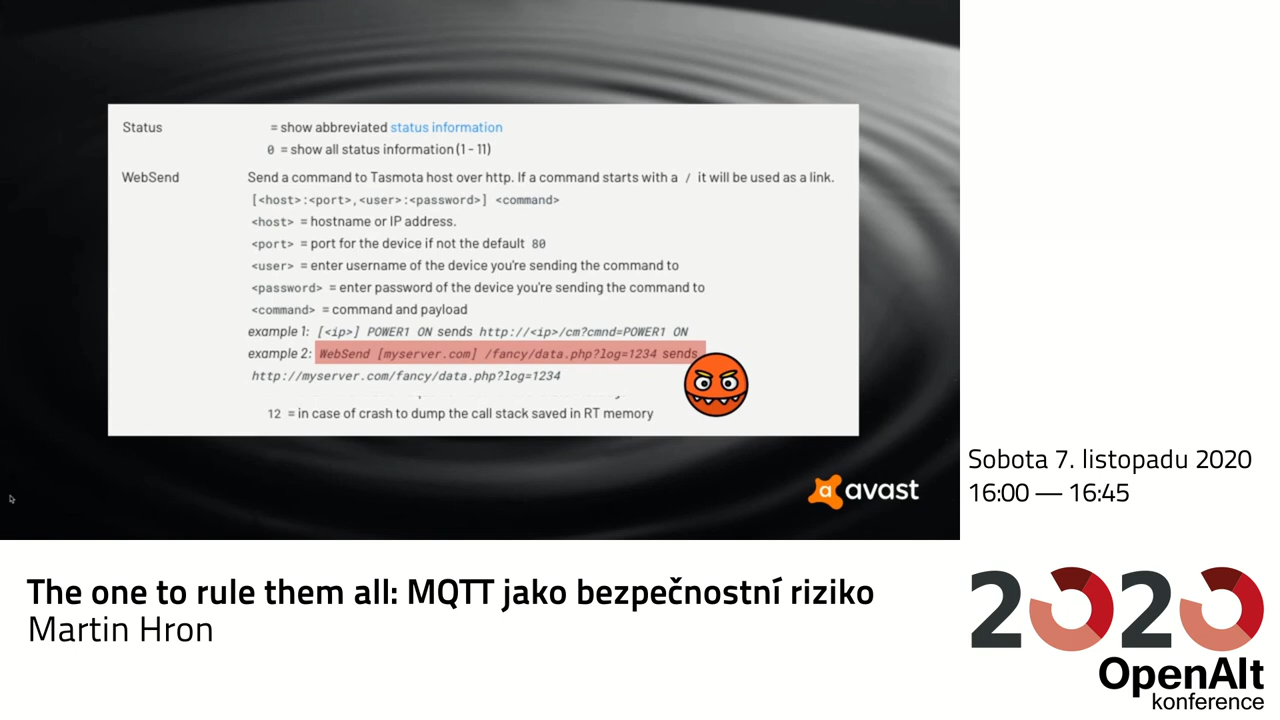 Status = show abbreviated status information
0 = show all status information (1 - 11)
WebSend Send a command to Tasmota host over http. If a command starts with a / it will be used as a link.
[<host>:<port>,<user>:<password>] <command>
<host> = hostname or IP address.
<port> = port for the device if not the default 80
<user> = enter username of the device you're sending the command to
<password> = enter password of the device you're sending the command to
<command> = command and payload
example 1: [<ip>] POWER1 ON sends http://<ip>/cm?cmnd=POWER1 ON
example 2: WebSend [myserver.com] /fancy/data.php?log=1234 sends
http://myserver.com/fancy/data.php?log=1234
12 = in case of crash to dump the call stack saved in RT memory
avast
Sobota 7. listopadu 2020
16:00 — 16:45
The one to rule them all: MQTT jako bezpečnostní riziko
Martin Hron
2020
OpenAlt
konference